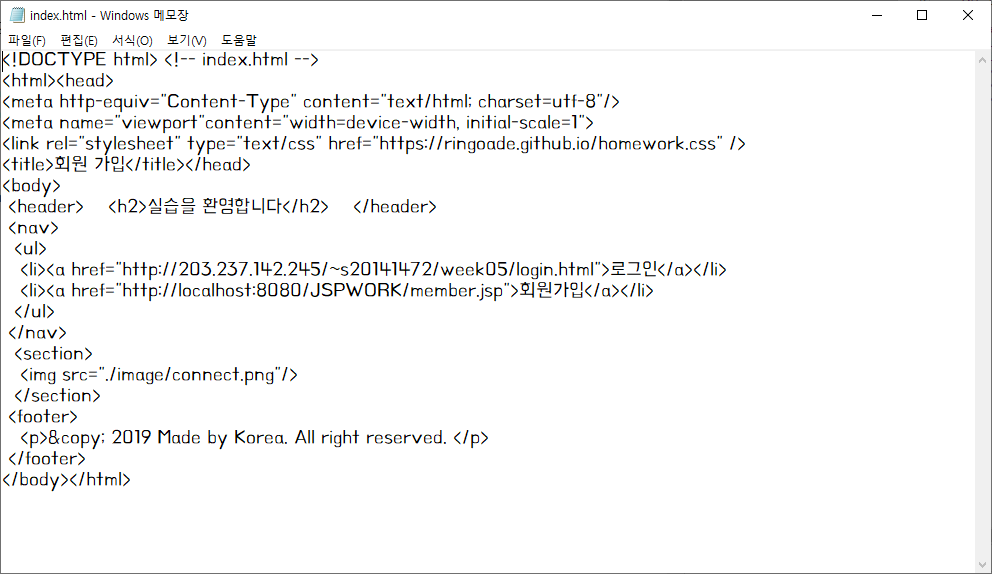 index.html - Windows 메모장
파일(F) 편집(E) 서식(O) 보기(V) 도움말
<!DOCTYPE html> <!-- index.html -->
<html><head>
<meta http-equiv="Content-Type" content="text/html; charset=utf-8"/>
<meta name="viewport"content="width=device-width, initial-scale=1">
<link rel="stylesheet" type="text/css" href="https://ringoade.github.io/homework.css" />
<title>회원 가입</title></head>
<body>
 <header>    <h2>실습을 환영합니다</h2>    </header>
 <nav>
  <ul>
   <li><a href="http://203.237.142.245/~s20141472/week05/login.html">로그인</a></li>
   <li><a href="http://localhost:8080/JSPWORK/member.jsp">회원가입</a></li>
  </ul>
 </nav>
  <section>
   <img src="./image/connect.png"/>
  </section>
 <footer>
   <p>&copy; 2019 Made by Korea. All right reserved. </p>
 </footer>
</body></html>